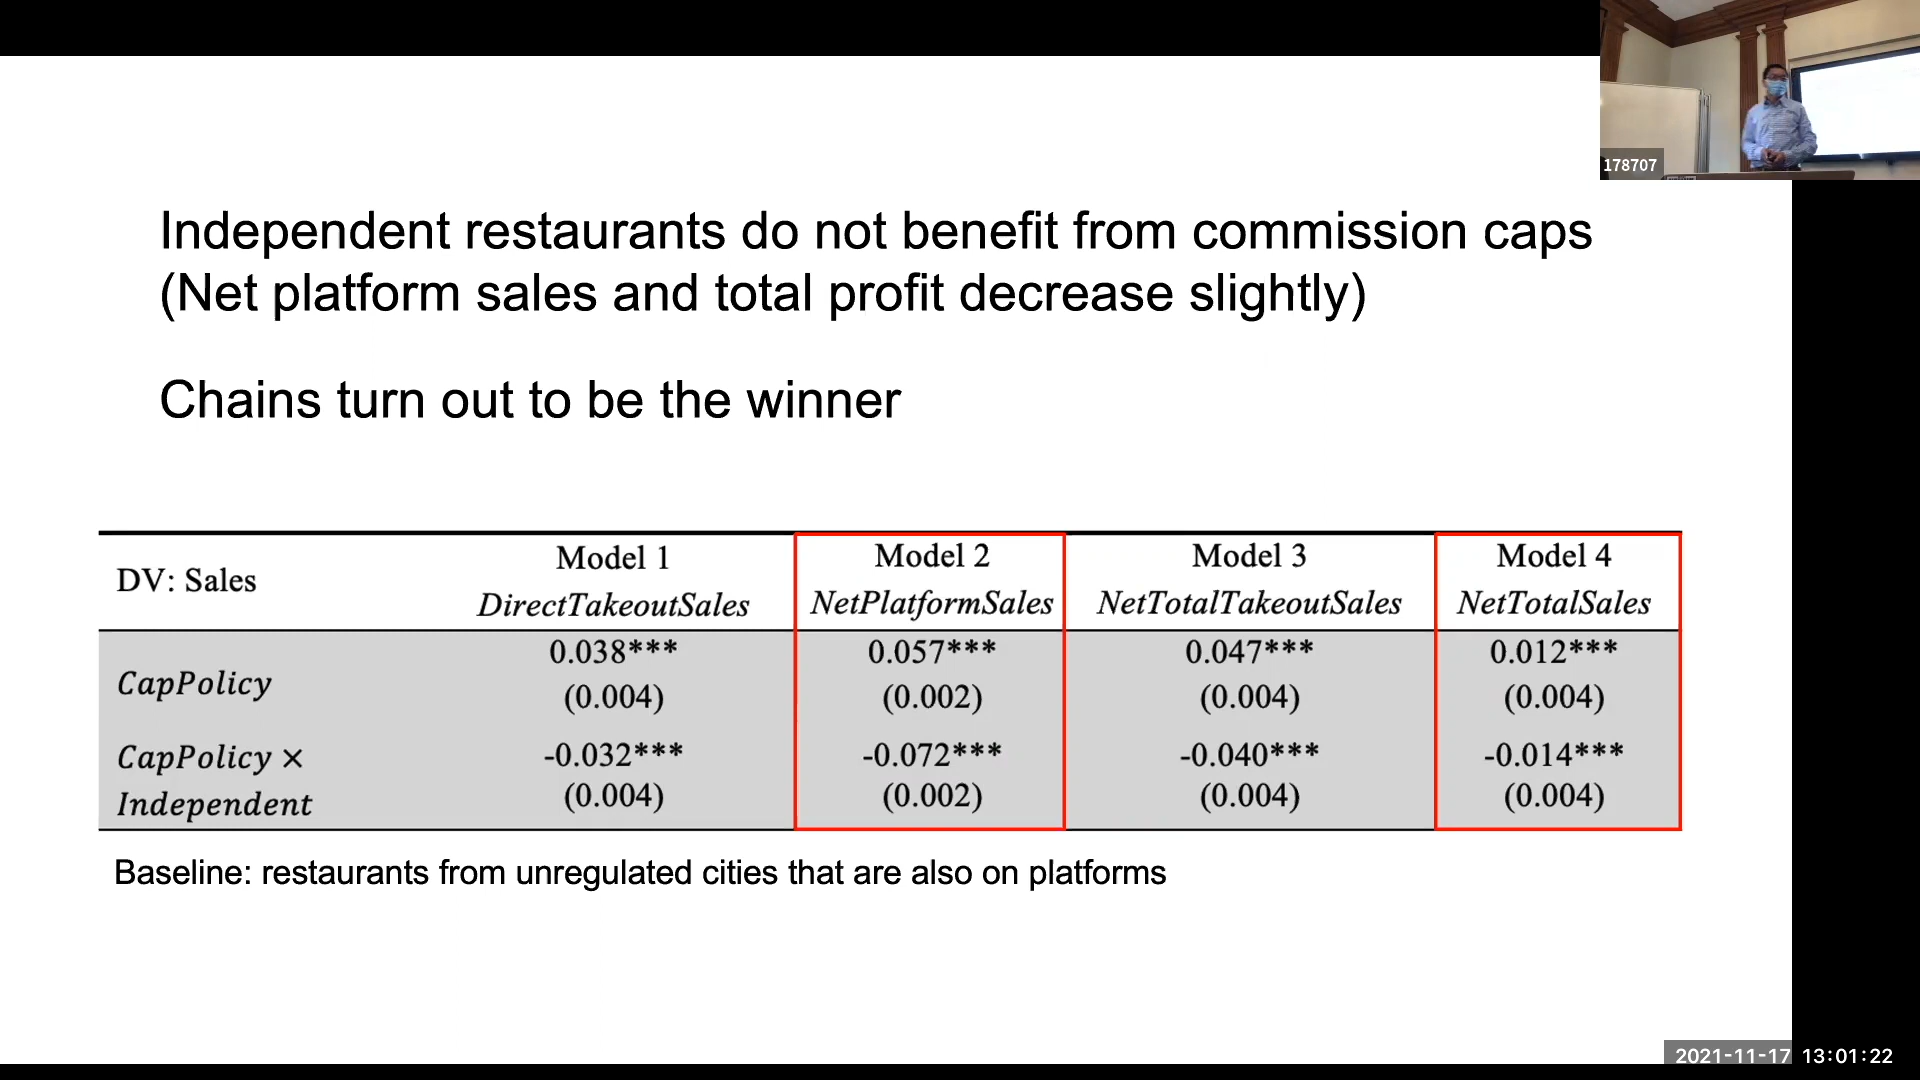 178707
Independent restaurants do not benefit from commission caps
(Net platform sales and total profit decrease slightly)
Chains turn out to be the winner
DV: Sales
Model 1
DirectTakeoutSales
Model 2
NetPlatformSales
Model 3
NetTotalTakeoutSales
Model 4
NetTotalSales
CapPolicy
0.038***
(0.004)
0.057***
(0.002)
0.047***
(0.004)
0.012***
(0.004)
CapPolicy ×
Independent
-0.032***
(0.004)
-0.072***
(0.002)
-0.040***
(0.004)
-0.014***
(0.004)
Baseline: restaurants from unregulated cities that are also on platforms
2021-11-17 13:01:22